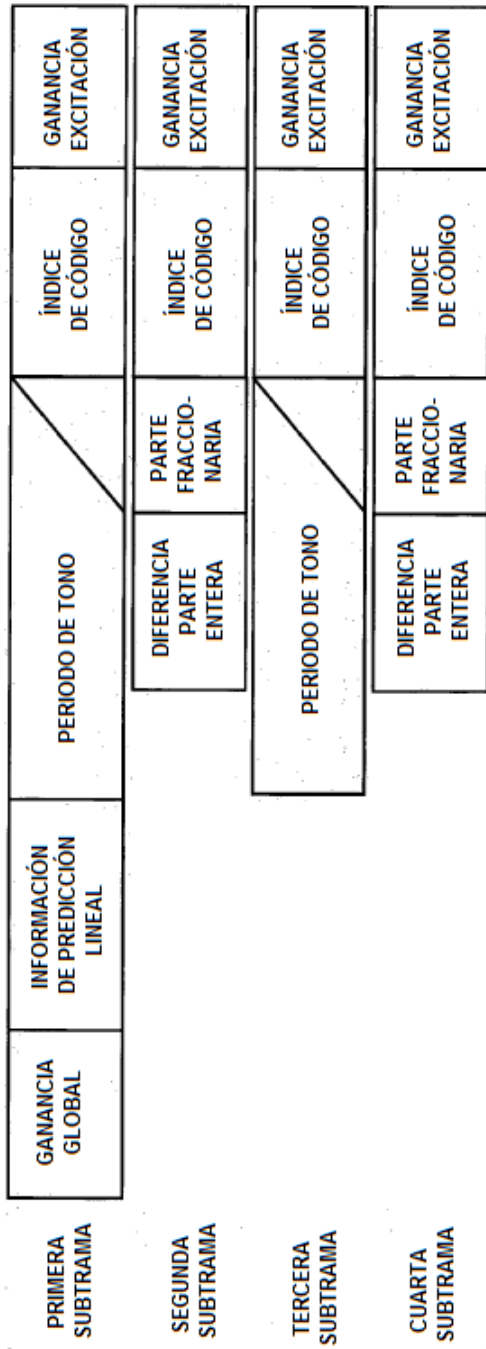 PRIMERA
SUBTRAMA
GANANCIA
GLOBAL
INFORMACIÓN
DE PREDICCIÓN
LINEAL
PERIODO DE TONO
ÍNDICE
DE CÓDIGO
GANANCIA
EXCITACIÓN
SEGUNDA
SUBTRAMA
DIFERENCIA
PARTE
ENTERA
PARTE
FRACCIO-
NARIA
ÍNDICE
DE CÓDIGO
GANANCIA
EXCITACIÓN
TERCERA
SUBTRAMA
PERIODO DE TONO
ÍNDICE
DE CÓDIGO
GANANCIA
EXCITACIÓN
CUARTA
SUBTRAMA
DIFERENCIA
PARTE
ENTERA
PARTE
FRACCIO-
NARIA
ÍNDICE
DE CÓDIGO
GANANCIA
EXCITACIÓN